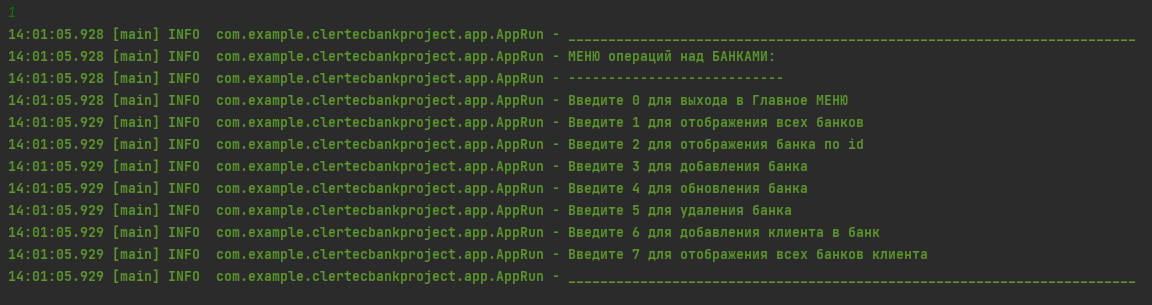 1
14:01:05.928 [main] INFO  com.example.clertecbankproject.app.AppRun - _______________________________________________________________________
14:01:05.928 [main] INFO  com.example.clertecbankproject.app.AppRun - МЕНЮ операций над БАНКАМИ:
14:01:05.928 [main] INFO  com.example.clertecbankproject.app.AppRun - ---------------------------
14:01:05.928 [main] INFO  com.example.clertecbankproject.app.AppRun - Введите 0 для выхода в Главное МЕНЮ
14:01:05.929 [main] INFO  com.example.clertecbankproject.app.AppRun - Введите 1 для отображения всех банков
14:01:05.929 [main] INFO  com.example.clertecbankproject.app.AppRun - Введите 2 для отображения банка по id
14:01:05.929 [main] INFO  com.example.clertecbankproject.app.AppRun - Введите 3 для добавления банка
14:01:05.929 [main] INFO  com.example.clertecbankproject.app.AppRun - Введите 4 для обновления банка
14:01:05.929 [main] INFO  com.example.clertecbankproject.app.AppRun - Введите 5 для удаления банка
14:01:05.929 [main] INFO  com.example.clertecbankproject.app.AppRun - Введите 6 для добавления клиента в банк
14:01:05.929 [main] INFO  com.example.clertecbankproject.app.AppRun - Введите 7 для отображения всех банков клиента
14:01:05.929 [main] INFO  com.example.clertecbankproject.app.AppRun - _______________________________________________________________________